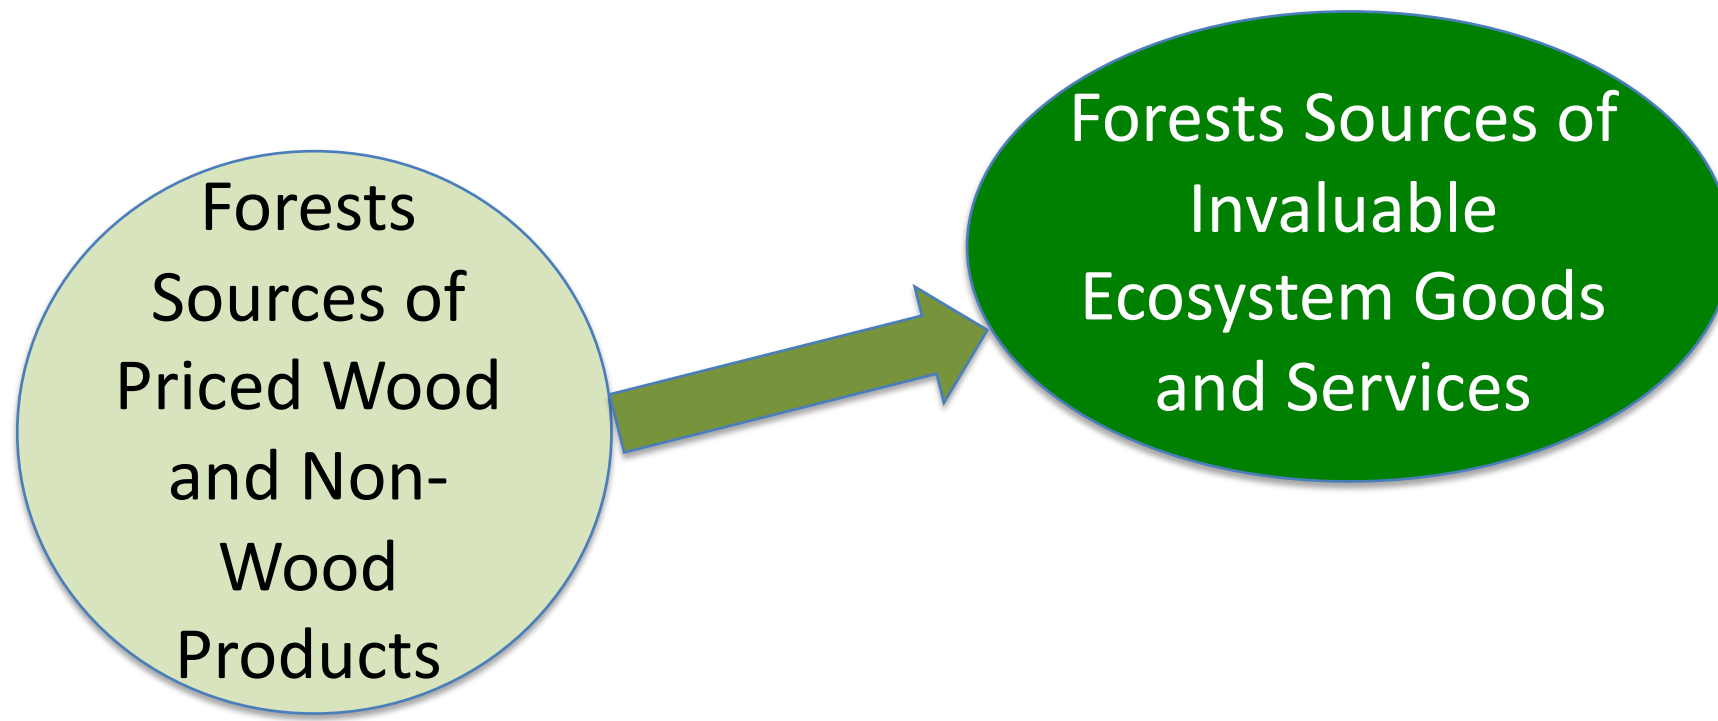 Forests
Sources of
Priced Wood
and Non-
Wood
Products
Forests Sources of
Invaluable
Ecosystem Goods
and Services